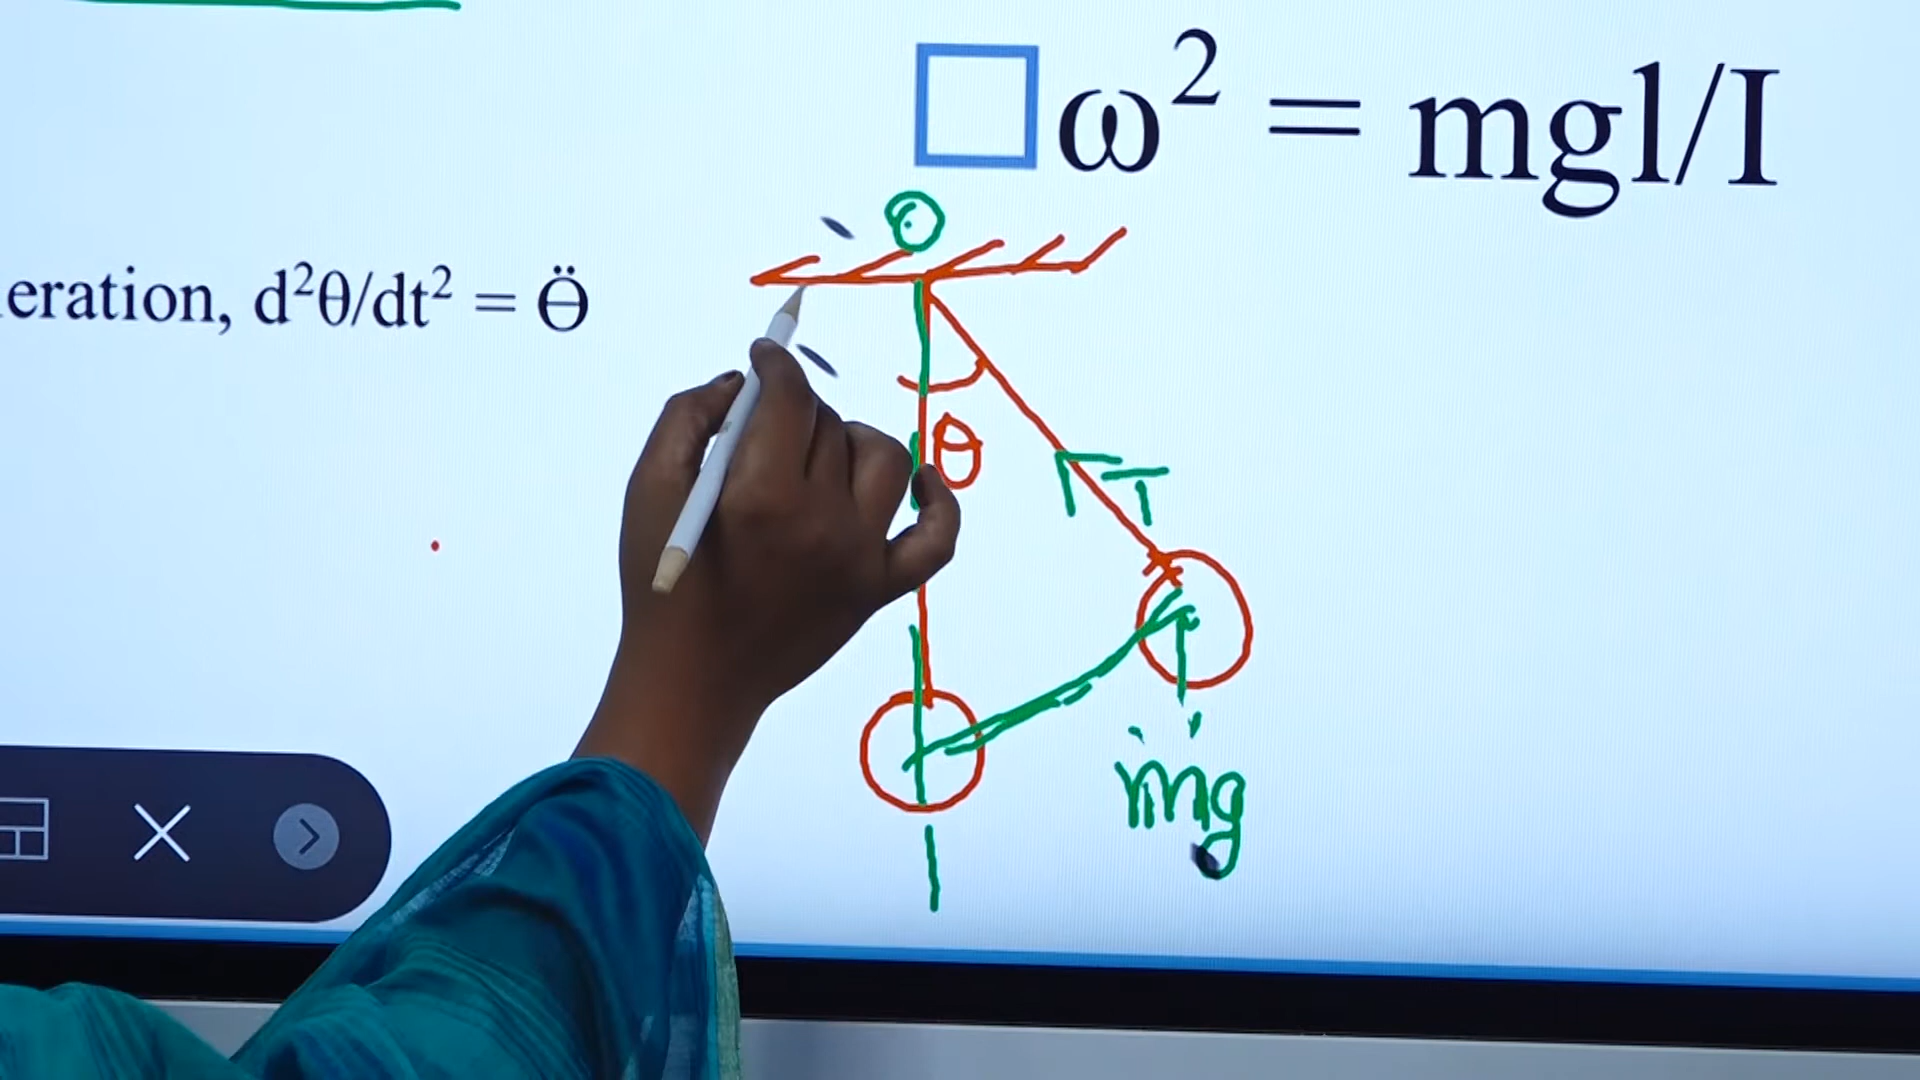 ω² = mgl/I
eration, d²θ/dt² = Ӫ
θ
T
mg